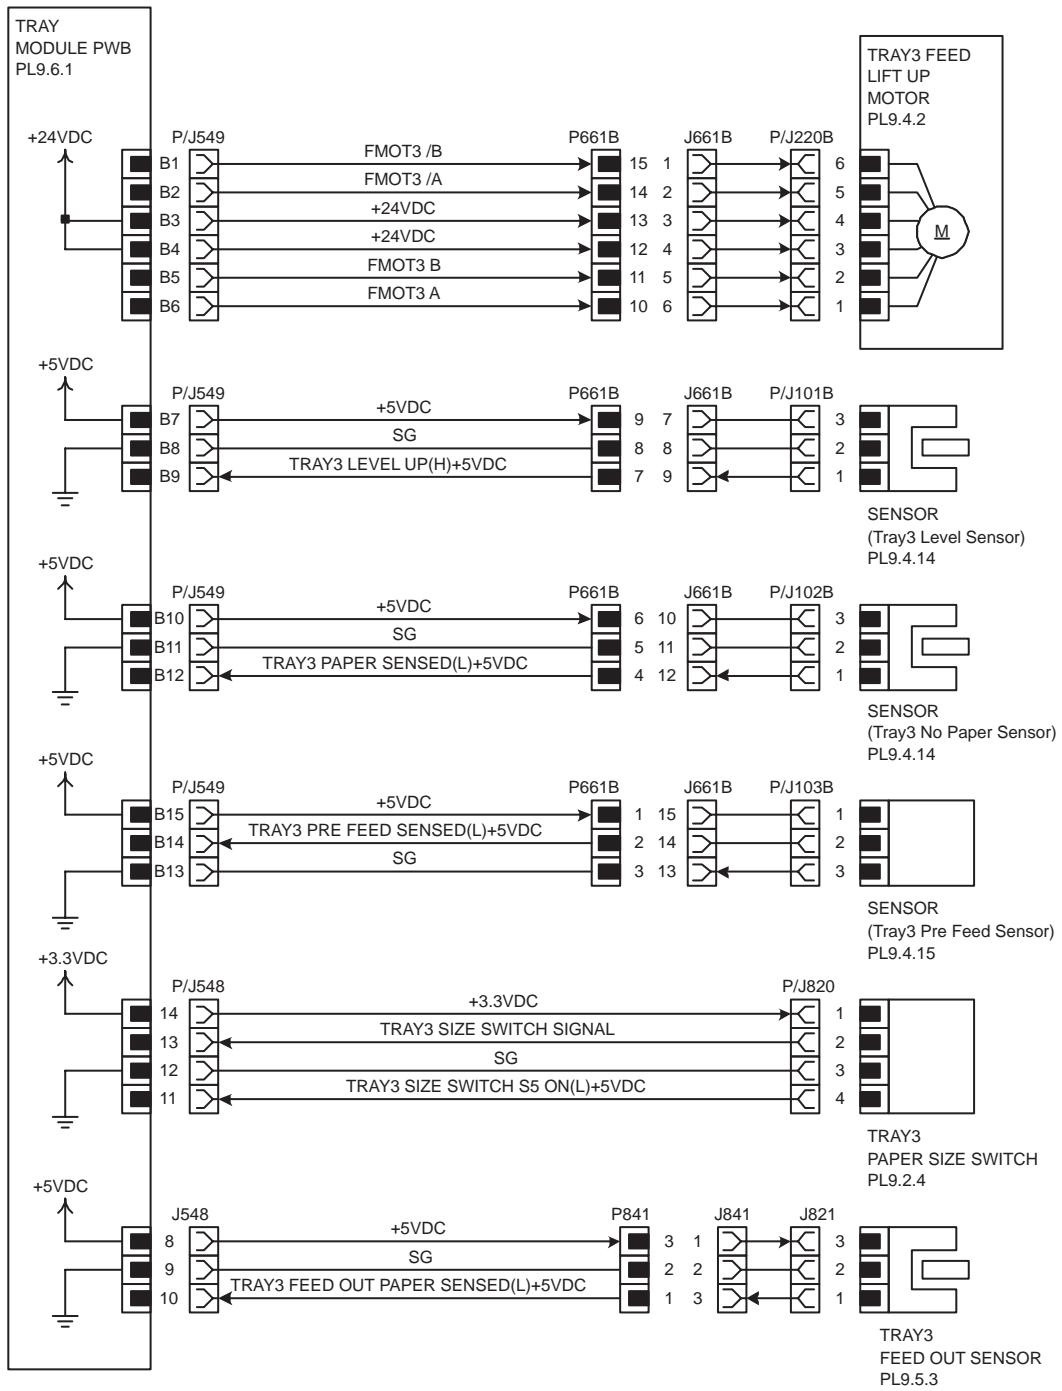 TRAY
MODULE PWB
PL9.6.1
TRAY3 FEED
LIFT UP
MOTOR
PL9.4.2
+24VDC P/J549 P661B J661B P/J220B
B1 FMOT3 /B 15 1 6
B2 FMOT3 /A 14 2 5
B3 +24VDC 13 3 4
M
B4 +24VDC 12 4 3
B5 FMOT3 B 11 5 2
B6 FMOT3 A 10 6 1
+5VDC
P/J549 P661B J661B P/J101B
B7 +5VDC 9 7 3
B8 SG 8 8 2
B9 TRAY3 LEVEL UP(H)+5VDC 7 9 1
SENSOR
(Tray3 Level Sensor)
PL9.4.14
+5VDC
P/J549 P661B J661B P/J102B
B10 +5VDC 6 10 3
B11 SG 5 11 2
B12 TRAY3 PAPER SENSED(L)+5VDC 4 12 1
SENSOR
(Tray3 No Paper Sensor)
PL9.4.14
+5VDC
P/J549 P661B J661B P/J103B
B15 +5VDC 1 15 1
B14 TRAY3 PRE FEED SENSED(L)+5VDC 2 14 2
B13 SG 3 13 3
SENSOR
(Tray3 Pre Feed Sensor)
PL9.4.15
+3.3VDC
P/J548 P/J820
14 +3.3VDC 1
13 TRAY3 SIZE SWITCH SIGNAL 2
12 SG 3
11 TRAY3 SIZE SWITCH S5 ON(L)+5VDC 4
TRAY3
PAPER SIZE SWITCH
PL9.2.4
+5VDC
J548 P841 J841 J821
8 +5VDC 3 1 3
9 SG 2 2 2
10 TRAY3 FEED OUT PAPER SENSED(L)+5VDC 1 3 1
TRAY3
FEED OUT SENSOR
PL9.5.3